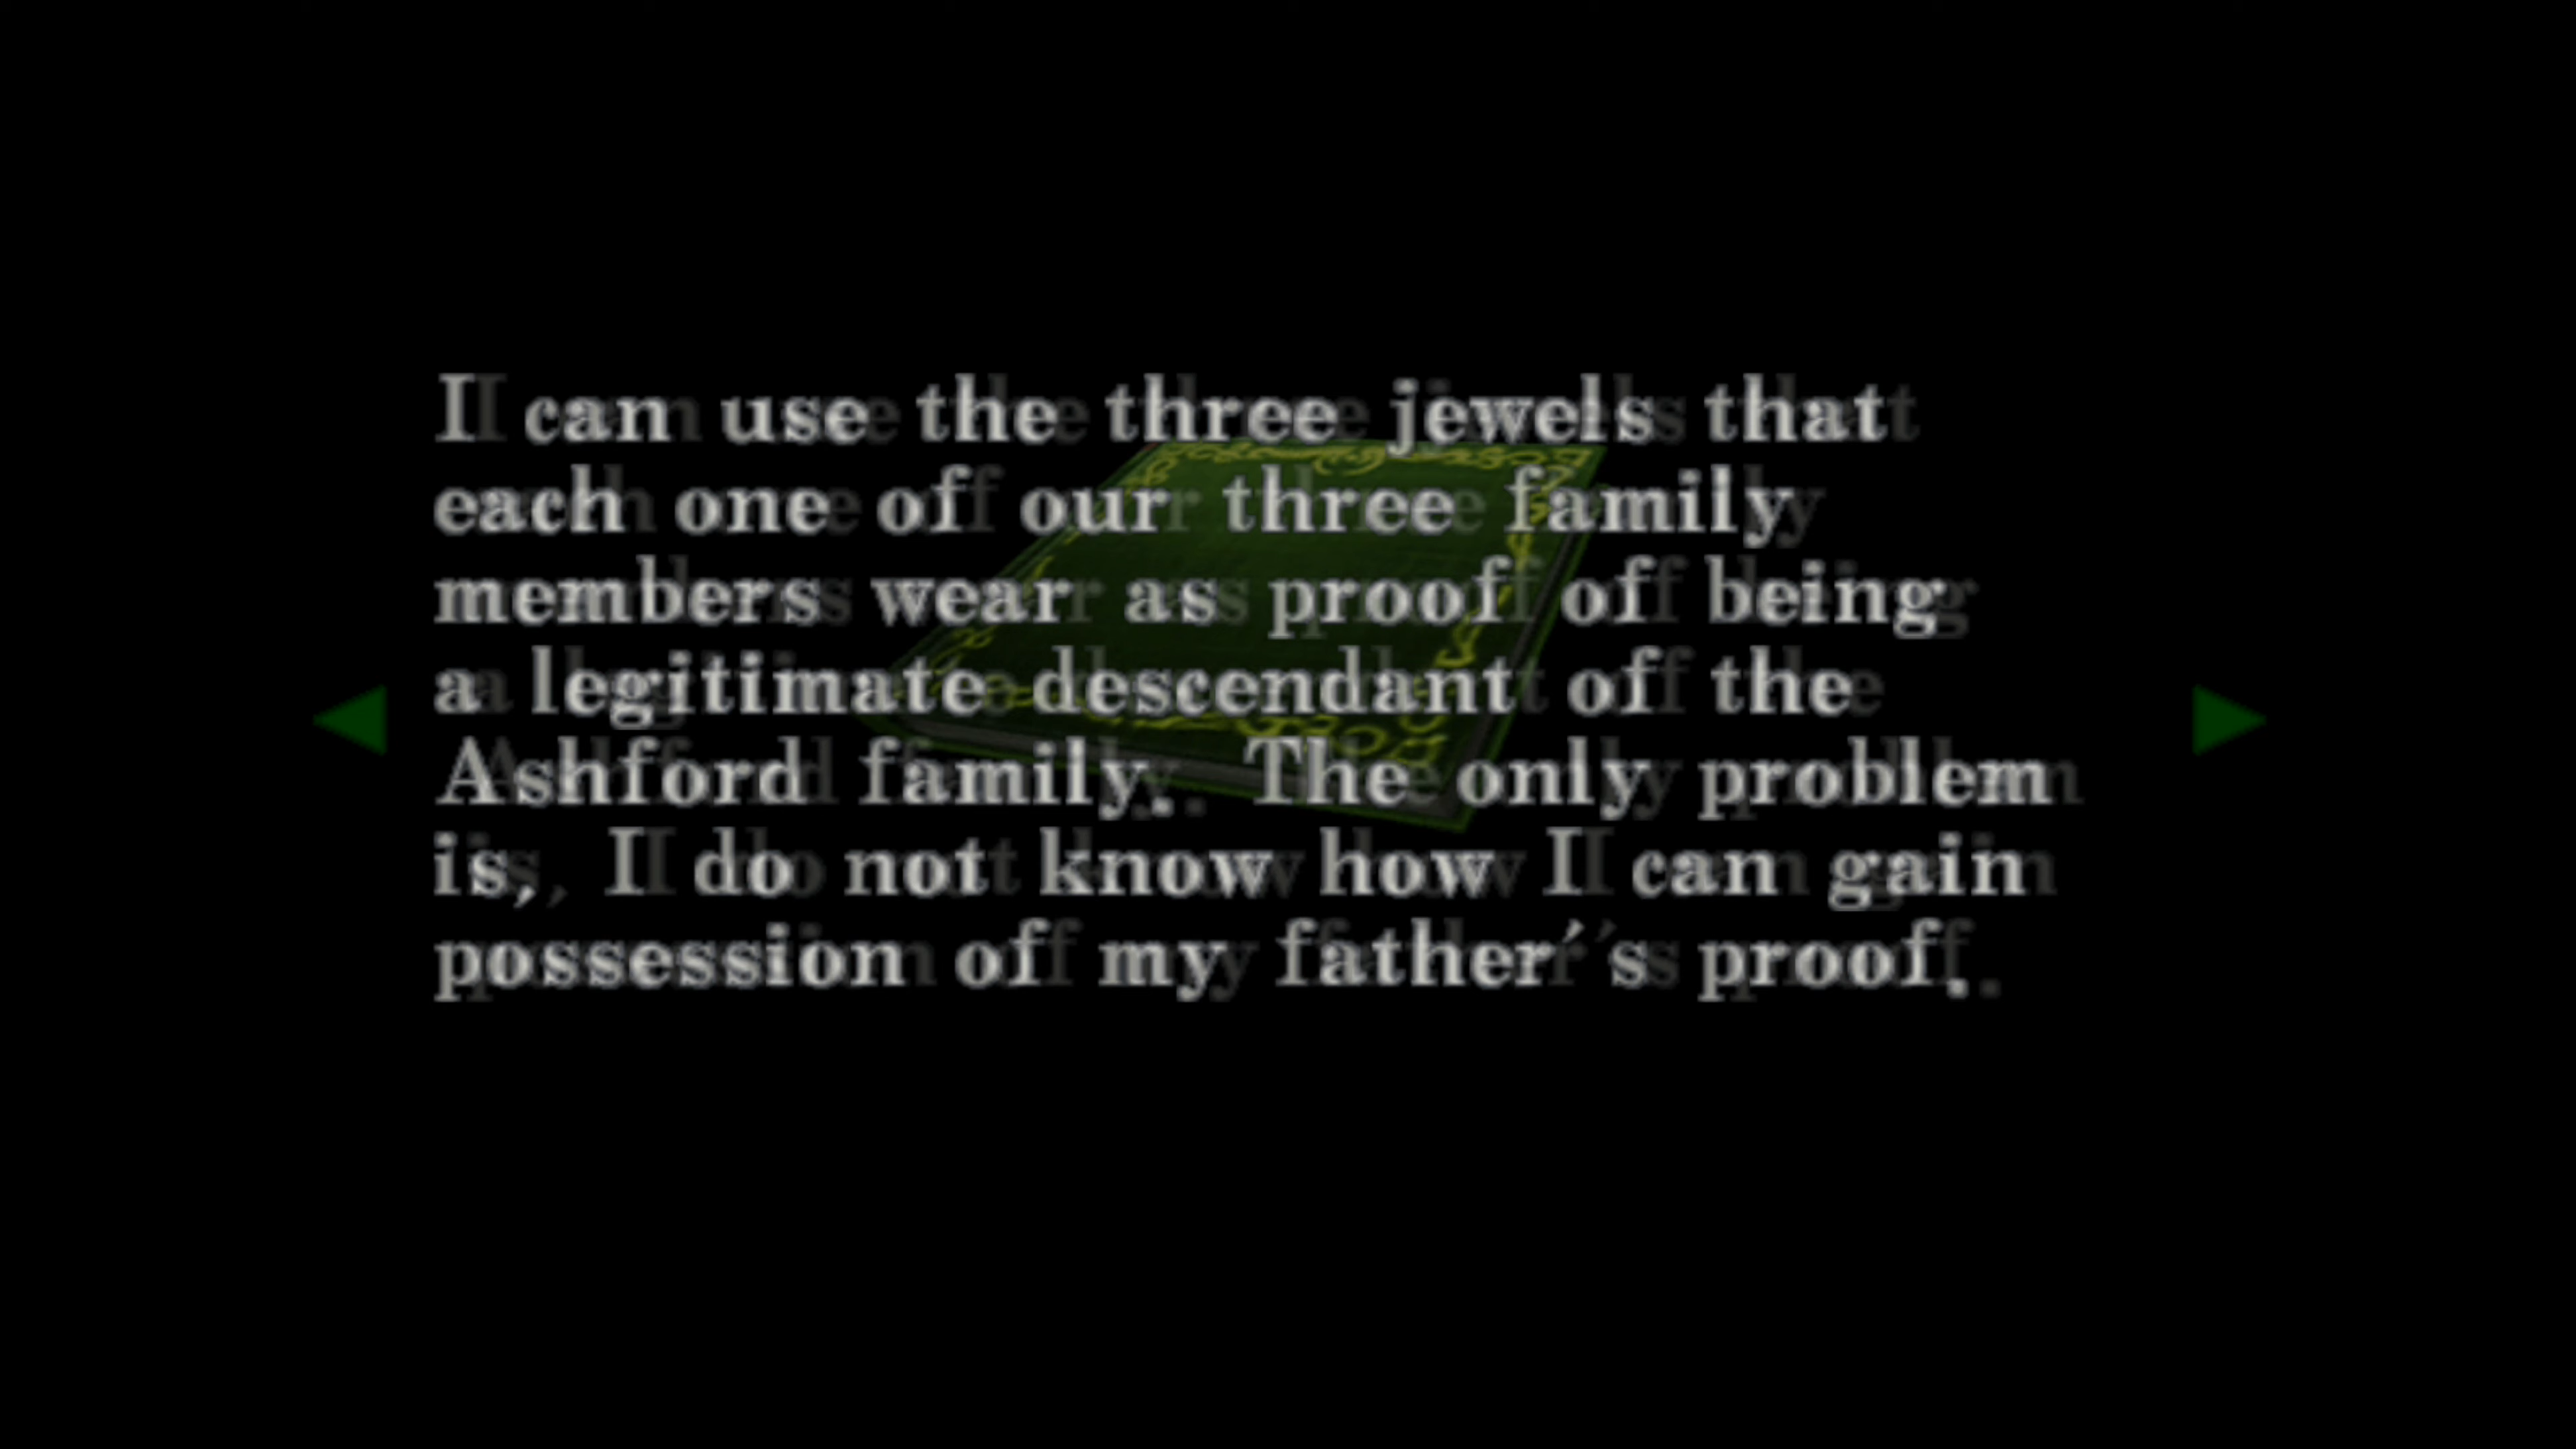 I can use the three jewels that
each one of our three family
members wear as proof of being
a legitimate descendant of the
Ashford family. The only problem
is, I do not know how I can gain
possession of my father's proof.